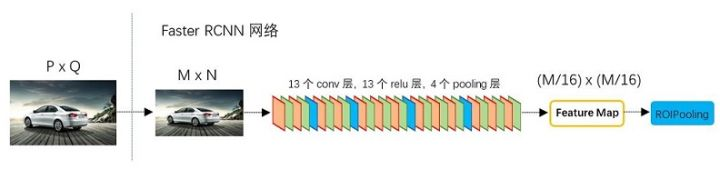 Faster RCNN 网络
P x Q
M x N
13 个 conv 层, 13 个 relu 层, 4 个 pooling 层
(M/16) x (M/16)
Feature Map
ROIPooling